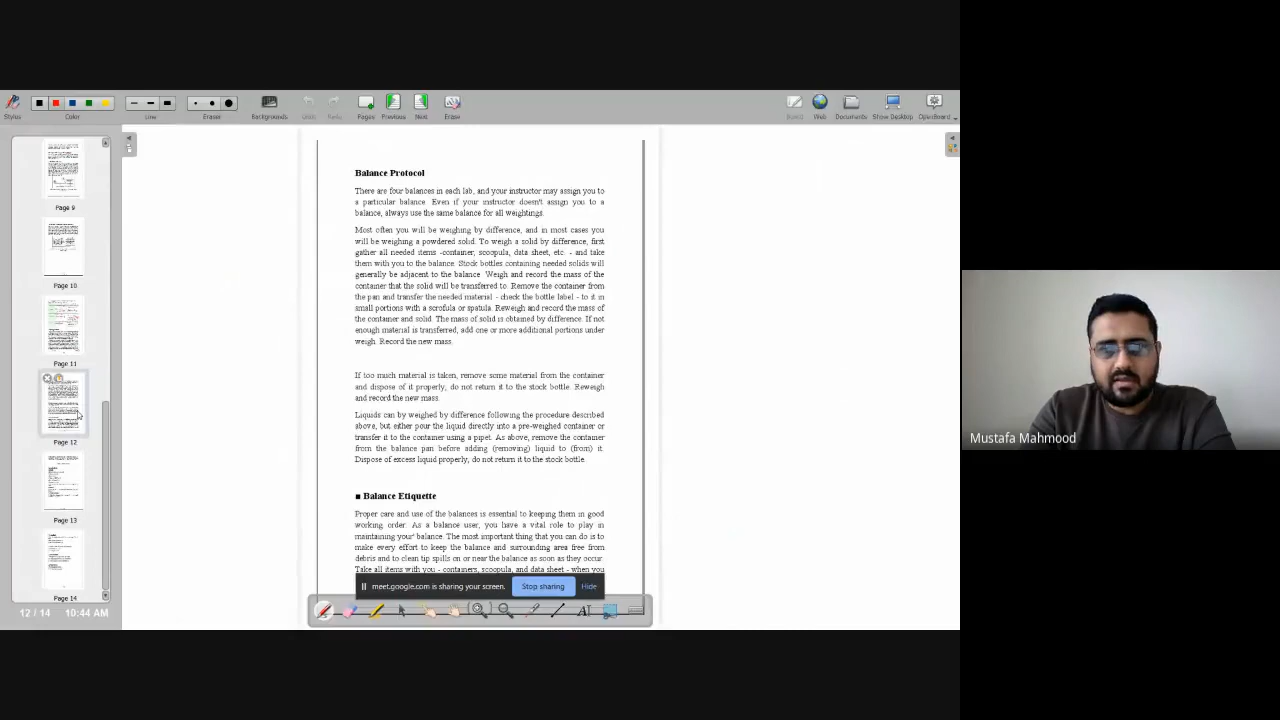 Stylus
Color
Line
Eraser
Backgrounds
Undo
Redo
Pages
Previous
Next
Erase
Board
Web
Documents
Show Desktop
OpenBoard
Page 9
Page 10
Page 11
Page 12
Page 13
Page 14
12 / 14 10:44 AM
Balance Protocol
There are four balances in each lab, and your instructor may assign you to
a particular balance. Even if your instructor doesn't assign you to a
balance, always use the same balance for all weightings.
Most often you will be weighing by difference, and in most cases you
will be weighing a powdered solid. To weigh a solid by difference, first
gather all needed items -container, scoopula, data sheet, etc. - and take
them with you to the balance. Stock bottles containing needed solids will
generally be adjacent to the balance. Weigh and record the mass of the
container that the solid will be transferred to. Remove the container from
the pan and transfer the needed material - check the bottle label - to it in
small portions with a scrofula or spatula. Reweigh and record the mass of
the container and solid. The mass of solid is obtained by difference. If not
enough material is transferred, add one or more additional portions under
weigh. Record the new mass.
If too much material is taken, remove some material from the container
and dispose of it properly, do not return it to the stock bottle. Reweigh
and record the new mass.
Liquids can by weighed by difference following the procedure described
above, but either pour the liquid directly into a pre-weighed container or
transfer it to the container using a pipet. As above, remove the container
from the balance pan before adding (removing) liquid to (from) it.
Dispose of excess liquid properly, do not return it to the stock bottle.
■ Balance Etiquette
Proper care and use of the balances is essential to keeping them in good
working order. As a balance user, you have a vital role to play in
maintaining your balance. The most important thing that you can do is to
make every effort to keep the balance and surrounding area free from
debris and to clean tip spills on or near the balance as soon as they occur.
Take all items with you - containers, scoopula, and data sheet - when you
meet.google.com is sharing your screen. Stop sharing Hide
Mustafa Mahmood